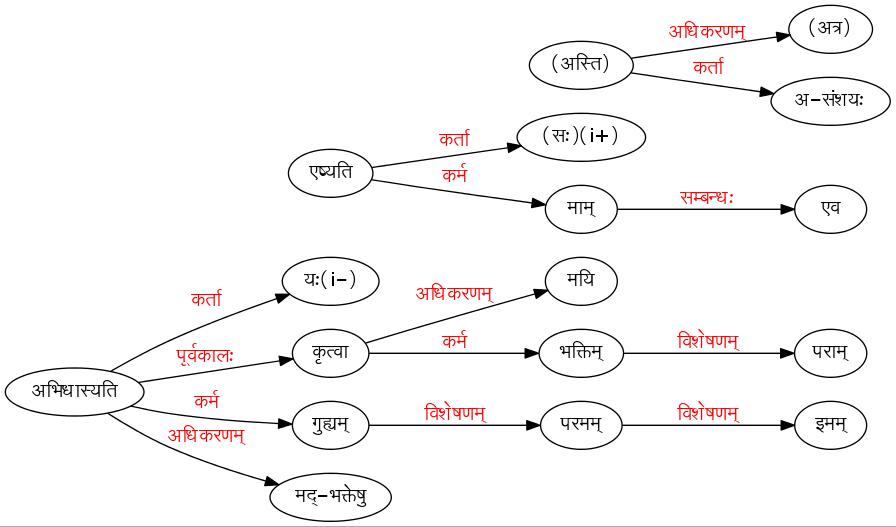 अधिकरणम् (अत्र)
(अस्ति)
कर्ता
अ-संशयः
कर्ता (सः)(i+)
एष्यति
कर्म
माम् सम्बन्धः एव
कर्ता यः(i-)
अधिकरणम् मयि
पूर्वकालः कृत्वा कर्म भक्तिम् विशेषणम् पराम्
अभिधास्यति
कर्म गुह्यम् विशेषणम् परमम् विशेषणम् इमम्
अधिकरणम्
मद्-भक्तेषु